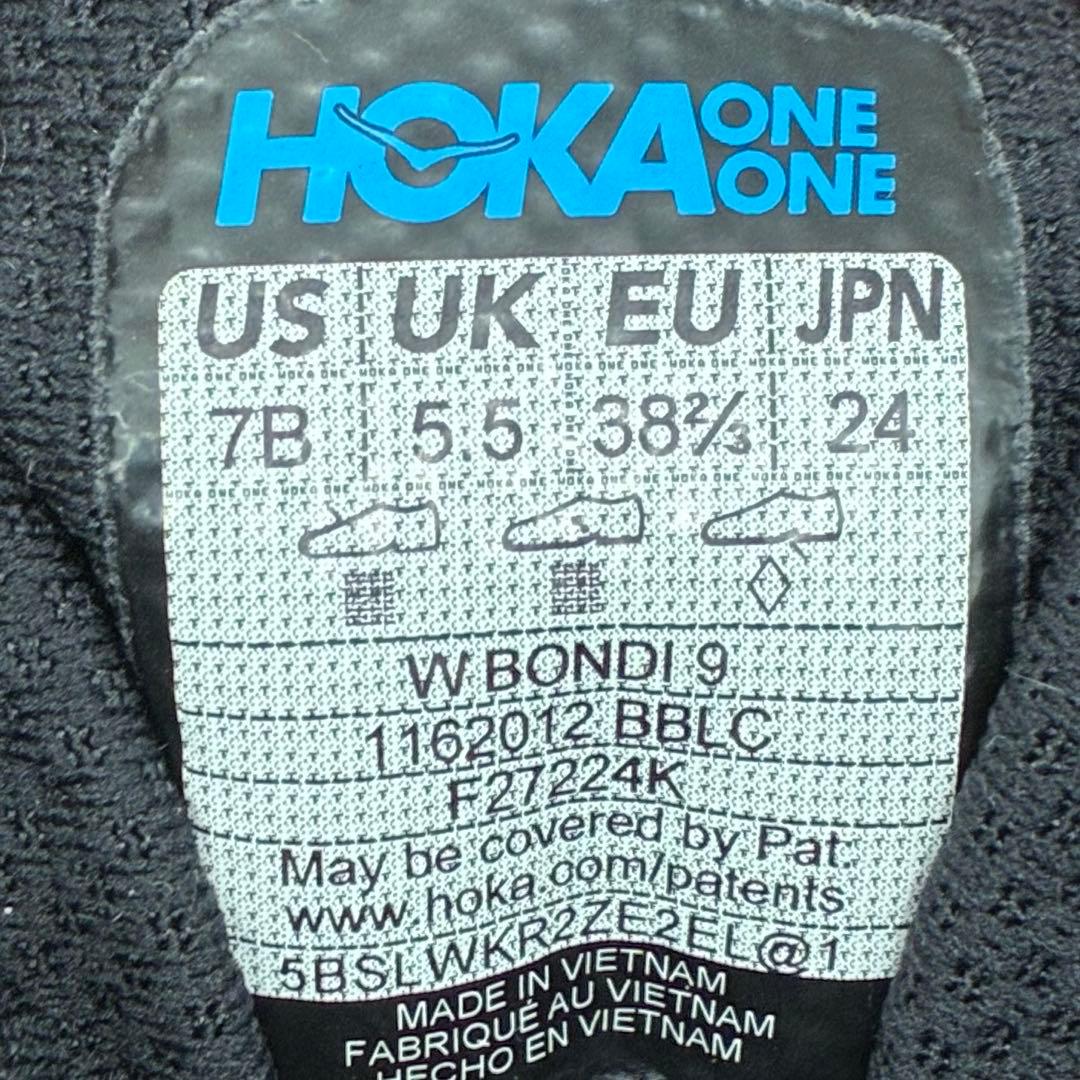 HOKA ONE ONE
US UK EU JPN
7B 5.5 38⅔ 24
W BONDI 9
1162012 BBLC
F27224K
May be covered by Pat.
www.hoka.com/patents
5BSLWKR2ZE2EL@1
MADE IN VIETNAM
FABRIQUÉ AU VIETNAM
HECHO EN VIETNAM